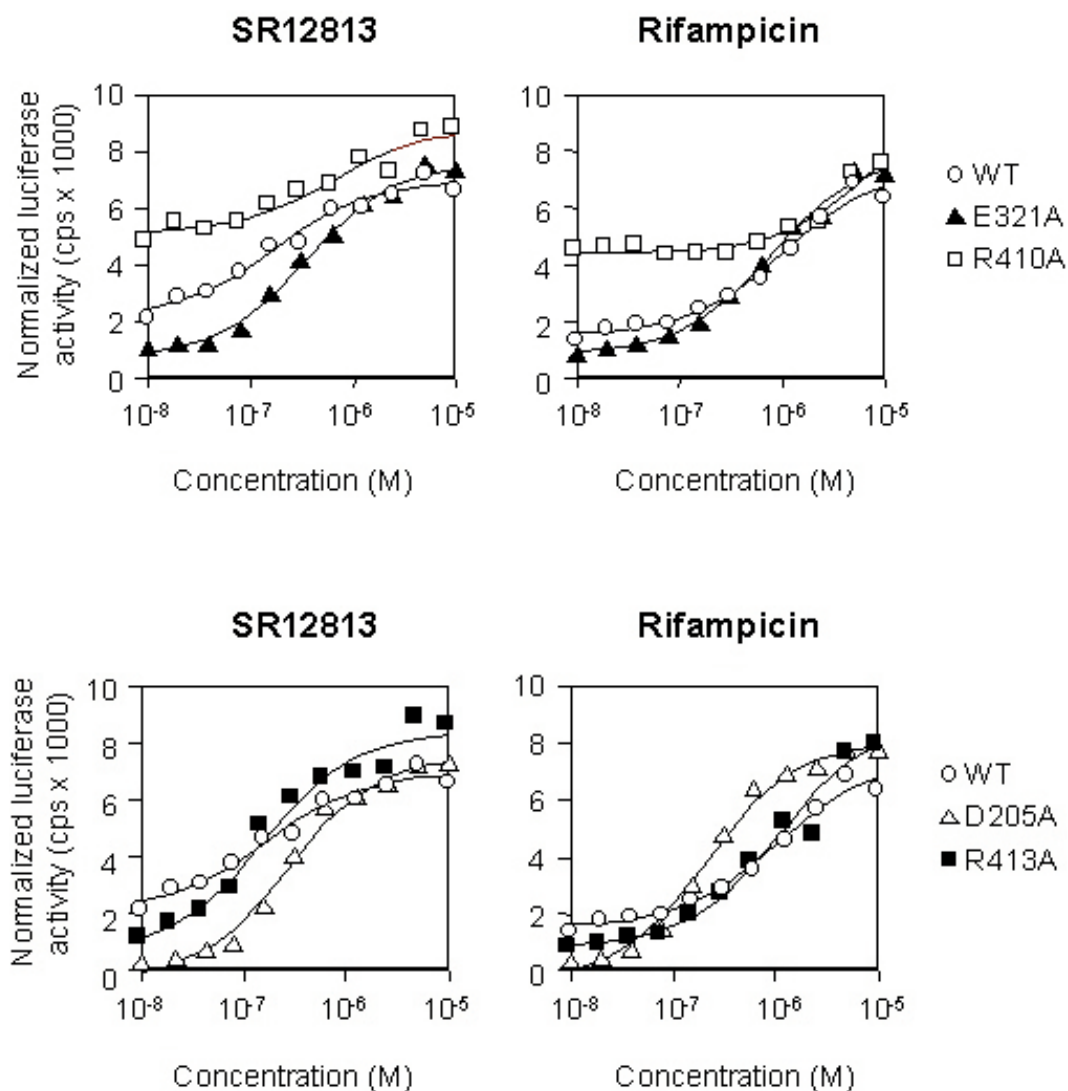 SR12813
Rifampicin
Normalized luciferase
activity (cps x 1000)
10
8
6
4
2
0
10-8
10-7
10-6
10-5
Concentration (M)
10
8
6
4
2
0
10-8
10-7
10-6
10-5
Concentration (M)
WT
E321A
R410A
SR12813
Rifampicin
Normalized luciferase
activity (cps x 1000)
10
8
6
4
2
0
10-8
10-7
10-6
10-5
Concentration (M)
10
8
6
4
2
0
10-8
10-7
10-6
10-5
Concentration (M)
WT
D205A
R413A